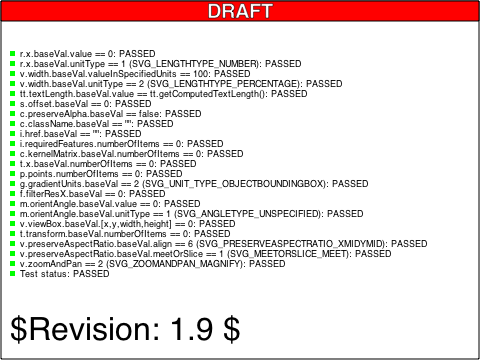 DRAFT
r.x.baseVal.value == 0: PASSED
r.x.baseVal.unitType == 1 (SVG_LENGTHTYPE_NUMBER): PASSED
v.width.baseVal.valueInSpecifiedUnits == 100: PASSED
v.width.baseVal.unitType == 2 (SVG_LENGTHTYPE_PERCENTAGE): PASSED
tt.textLength.baseVal.value == tt.getComputedTextLength(): PASSED
s.offset.baseVal == 0: PASSED
c.preserveAlpha.baseVal == false: PASSED
c.className.baseVal == "": PASSED
i.href.baseVal == "": PASSED
i.requiredFeatures.numberOfItems == 0: PASSED
c.kernelMatrix.baseVal.numberOfItems == 0: PASSED
t.x.baseVal.numberOfItems == 0: PASSED
p.points.numberOfItems == 0: PASSED
g.gradientUnits.baseVal == 2 (SVG_UNIT_TYPE_OBJECTBOUNDINGBOX): PASSED
f.filterResX.baseVal == 0: PASSED
m.orientAngle.baseVal.value == 0: PASSED
m.orientAngle.baseVal.unitType == 1 (SVG_ANGLETYPE_UNSPECIFIED): PASSED
v.viewBox.baseVal.[x,y,width,height] == 0: PASSED
t.transform.baseVal.numberOfItems == 0: PASSED
v.preserveAspectRatio.baseVal.align == 6 (SVG_PRESERVEASPECTRATIO_XMIDYMID): PASSED
v.preserveAspectRatio.baseVal.meetOrSlice == 1 (SVG_MEETORSLICE_MEET): PASSED
v.zoomAndPan == 2 (SVG_ZOOMANDPAN_MAGNIFY): PASSED
Test status: PASSED
$Revision: 1.9 $